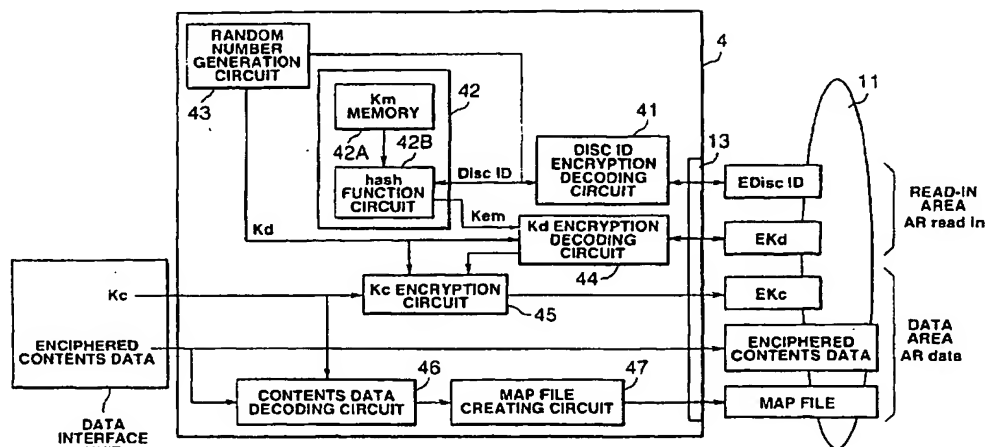 RANDOM
NUMBER
GENERATION
CIRCUIT
43
Km
MEMORY
42
42A
42B
hash
FUNCTION
CIRCUIT
Disc ID
41
DISC ID
ENCRYPTION
DECODING
CIRCUIT
4
13
11
EDisc ID
READ-IN
AREA
AR read in
Kem
Kd
Kd ENCRYPTION
DECODING
CIRCUIT
44
EKd
Kc
Kc ENCRYPTION
CIRCUIT
45
EKc
ENCIPHERED
CONTENTS DATA
ENCIPHERED
CONTENTS DATA
DATA
AREA
AR data
46
CONTENTS DATA
DECODING CIRCUIT
47
MAP FILE
CREATING CIRCUIT
MAP FILE
DATA
INTERFACE